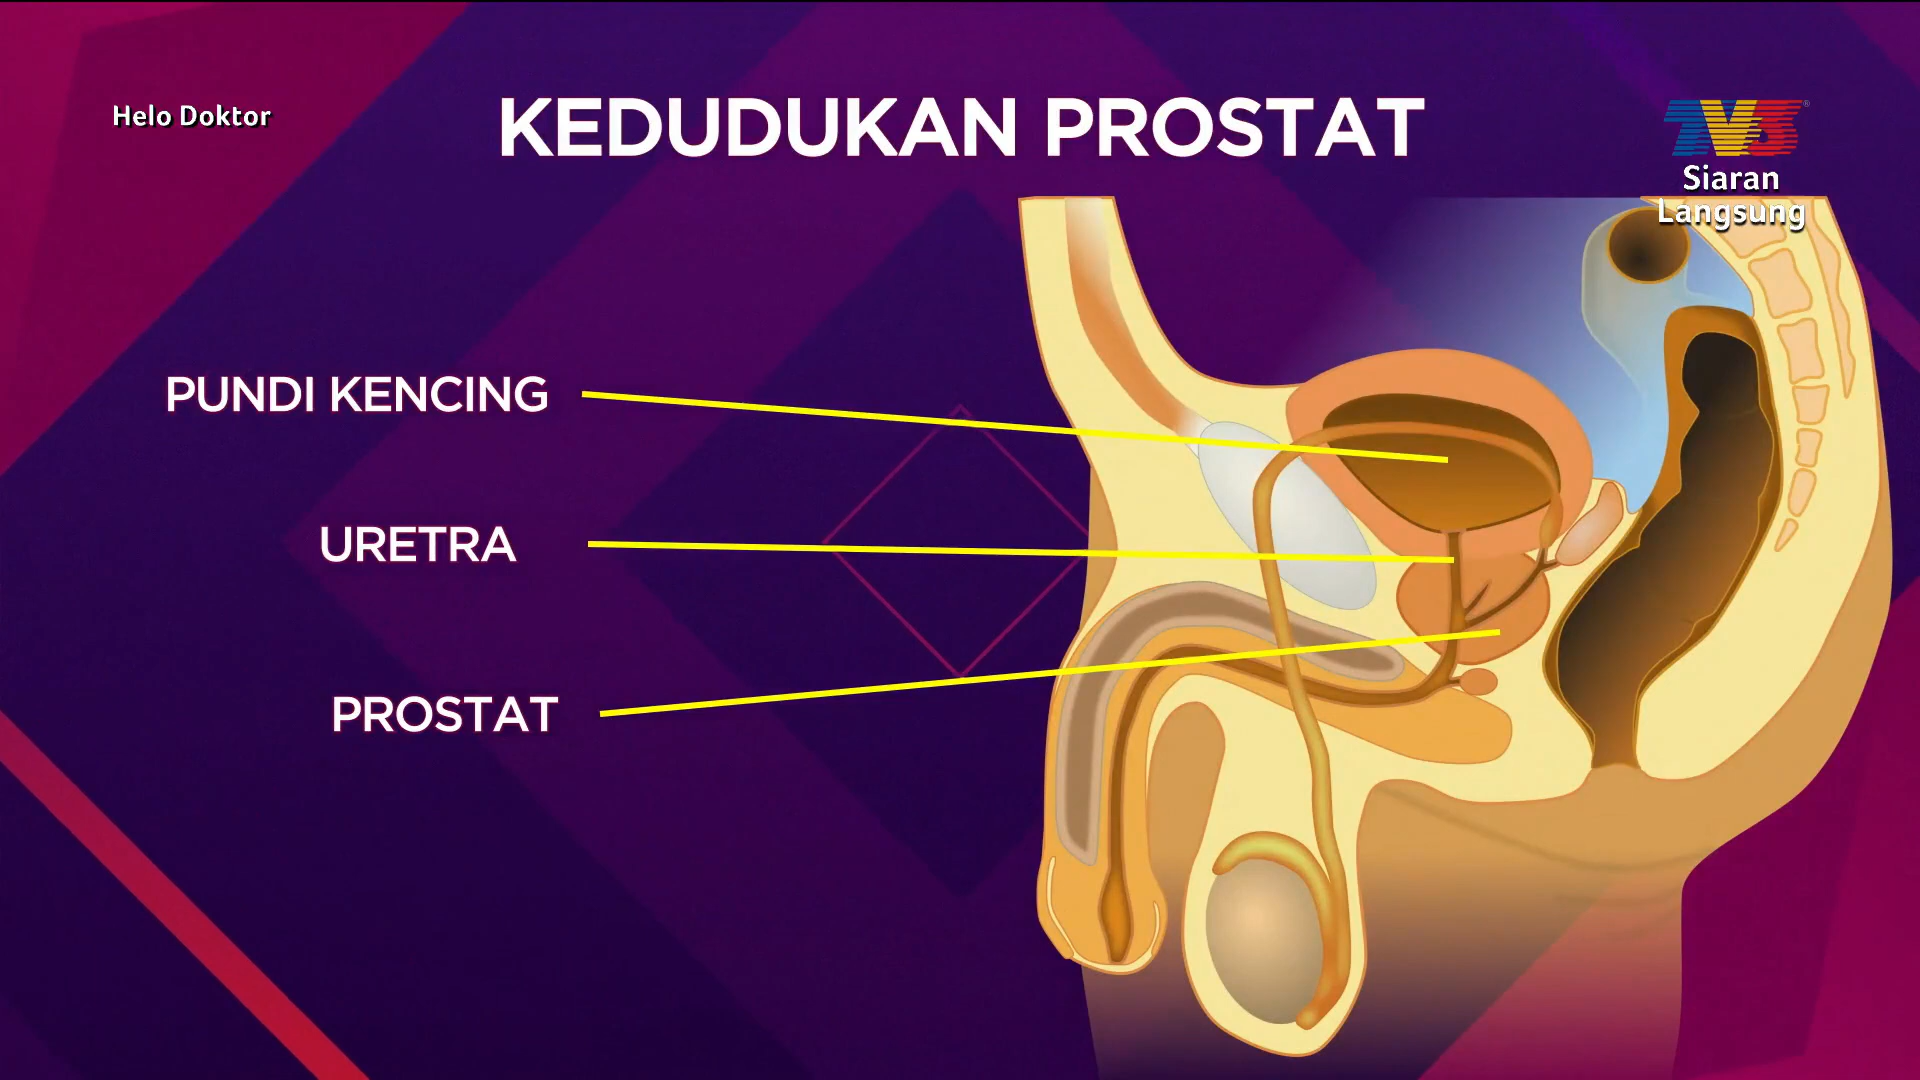 Helo Doktor
KEDUDUKAN PROSTAT
TV3
Siaran
Langsung
PUNDI KENCING
URETRA
PROSTAT